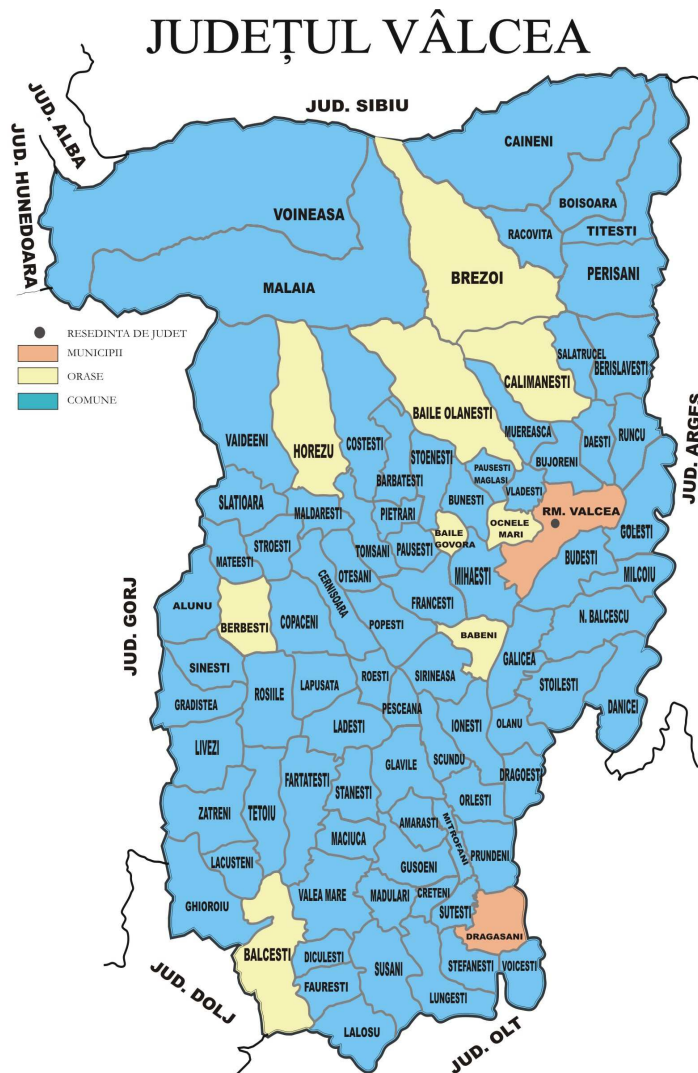 JUDEȚUL VÂLCEA
JUD. SIBIU
JUD. ALBA
JUD. HUNEDOARA
CAINENI
BOISOARA
VOINEASA
RACOVITA
TITESTI
PERISANI
BREZOI
MALAIA
RESEDINTA DE JUDET
MUNICIPII
ORASE
COMUNE
SALATRUCEL
BERISLAVESTI
CALIMANESTI
JUD. ARGES
BAILE OLANESTI
MUEREASCA
RUNCU
DAESTI
VAIDEENI
HOREZU
COSTESTI
STOENESTI
BUJORENI
PAUSESTI
MAGLASI
BARBATESTI
VLADESTI
BUNESTI
SLATIOARA
MALDARESTI
PIETRARI
RM. VALCEA
OCNELE
MARI
GOLESTI
BAILE
GOVORA
STROESTI
TOMSANI
PAUSESTI
MATEESTI
BUDESTI
MIHAESTI
MILCOIU
OTESANI
CERNISOARA
JUD. GORJ
ALUNU
BERBESTI
COPACENI
FRANCESTI
POPESTI
N. BALCESCU
BABENI
GALICEA
SINESTI
ROSIILE
LAPUSATA
ROESTI
SIRINEASA
STOILESTI
GRADISTEA
PESCEANA
DANICEI
LADESTI
IONESTI
OLANU
LIVEZI
SCUNDU
GLAVILE
DRAGOESTI
FARTATESTI
STANESTI
ORLESTI
ZATRENI
TETOIU
AMARASTI
MITROFANI
MACIUCA
PRUNDENI
LACUSTENI
GUSOENI
GHIOROIU
VALEA MARE
MADULARI
CRETENI
SUTESTI
DRAGASANI
BALCESTI
DICULESTI
SUSANI
STEFANESTI
VOICESTI
FAURESTI
LUNGESTI
LALOSU
JUD. DOLJ
JUD. OLT